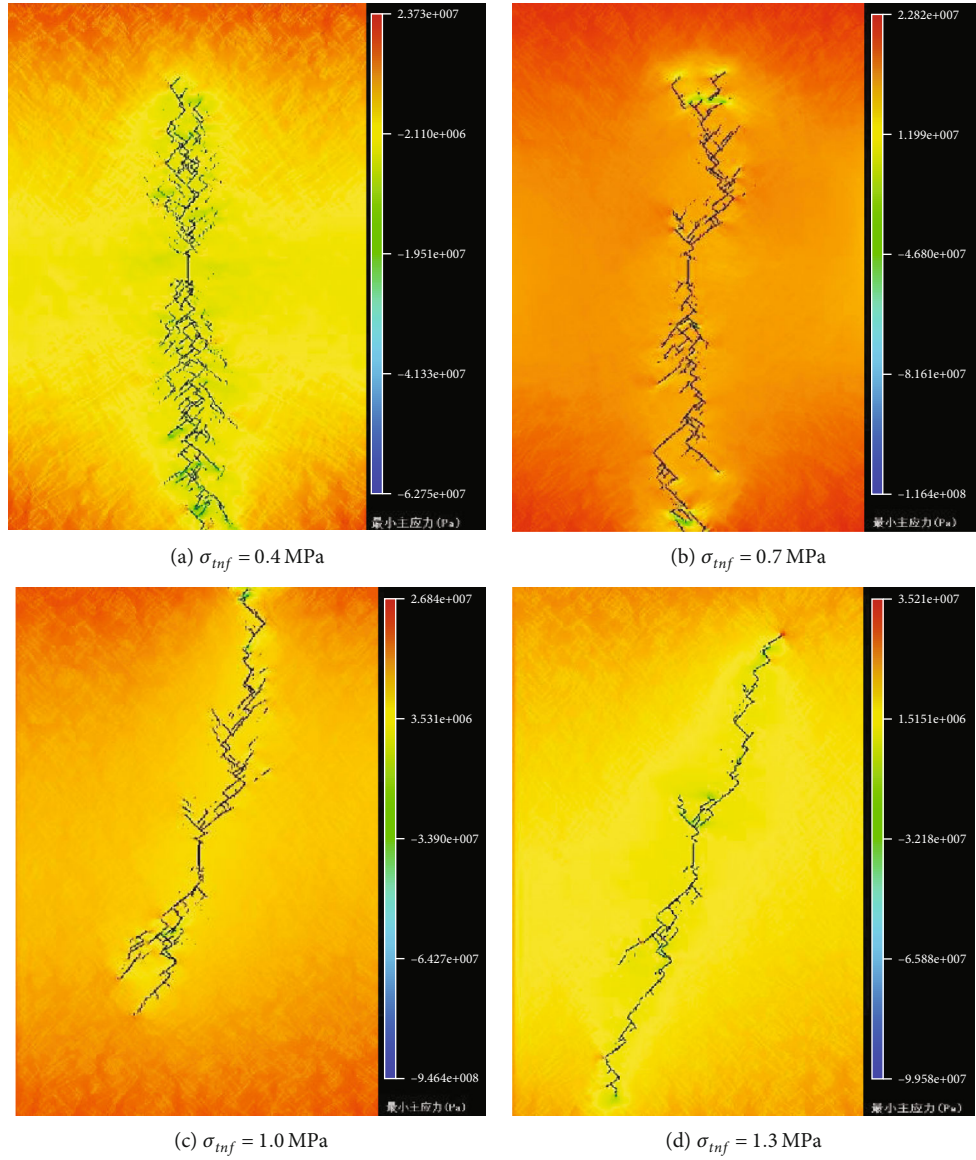 2.373e+007
−2.110e+006
−1.951e+007
−4.133e+007
−6.275e+007
最小主应力(Pa)
(a) σtnf = 0.4 MPa
2.282e+007
1.199e+007
−4.680e+007
−8.161e+007
−1.164e+008
最小主应力(Pa)
(b) σtnf = 0.7 MPa
2.684e+007
3.531e+006
−3.390e+007
−6.427e+007
−9.464e+008
最小主应力(Pa)
(c) σtnf = 1.0 MPa
3.521e+007
1.5151e+007
−3.218e+007
−6.588e+007
−9.958e+007
最小主应力(Pa)
(d) σtnf = 1.3 MPa